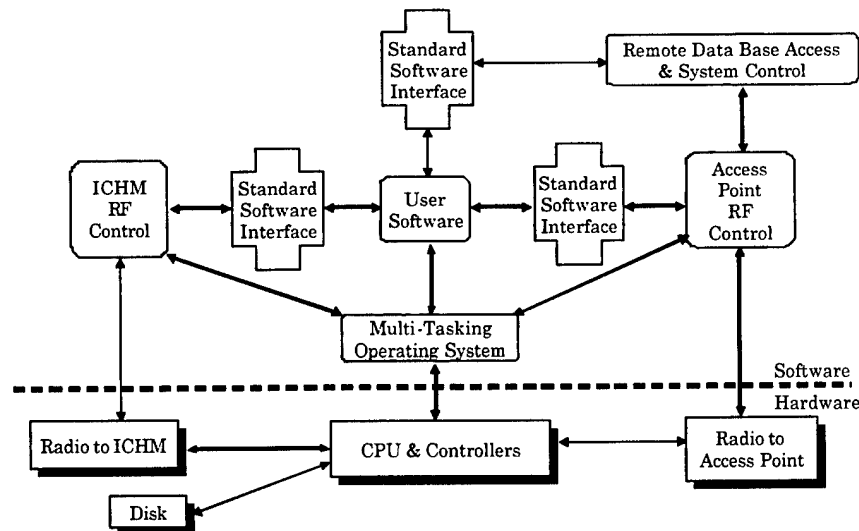 Standard
Software
Interface
Remote Data Base Access
& System Control
ICHM
RF
Control
Standard
Software
Interface
User
Software
Standard
Software
Interface
Access
Point
RF
Control
Multi-Tasking
Operating System
Software
Hardware
Radio to ICHM
CPU & Controllers
Radio to
Access Point
Disk